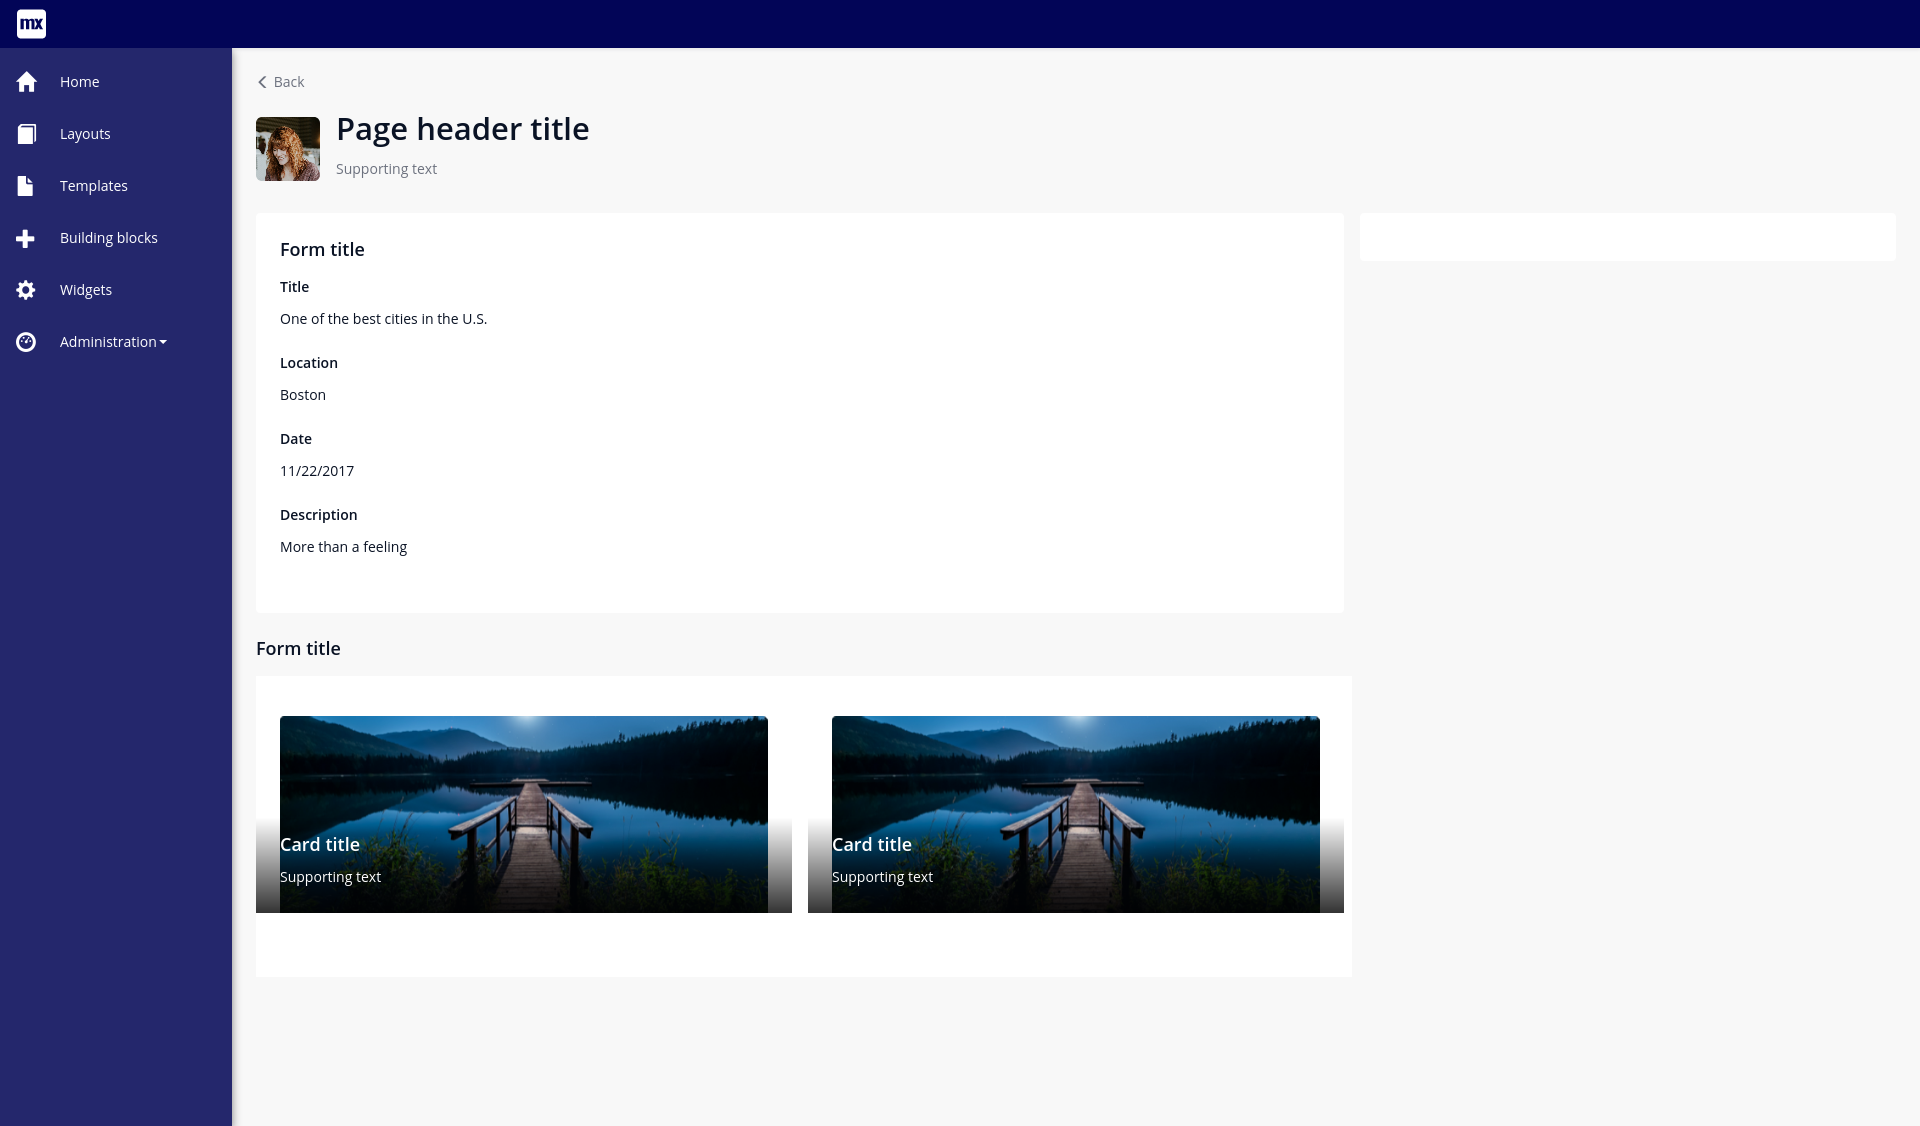 mx
Home
Layouts
Templates
Building blocks
Widgets
Administration
Back
Page header title
Supporting text
Form title
Title
One of the best cities in the U.S.
Location
Boston
Date
11/22/2017
Description
More than a feeling
Form title
Card title
Supporting text
Card title
Supporting text